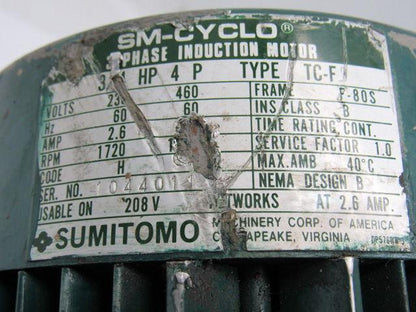 SM-CYCLO®
PHASE INDUCTION MOTOR
HP 4 P TYPE TC-F
VOLTS 460 FRAME F-80S
Hz 60 60 INS. CLASS B
AMP 2.6 TIME RATING CONT.
RPM 1720 SERVICE FACTOR 1.0
CODE H MAX. AMB 40°C
SER. NO. NEMA DESIGN B
USABLE ON 208 V NETWORKS AT 2.6 AMP.
SUMITOMO MACHINERY CORP. OF AMERICA
CHESAPEAKE, VIRGINIA